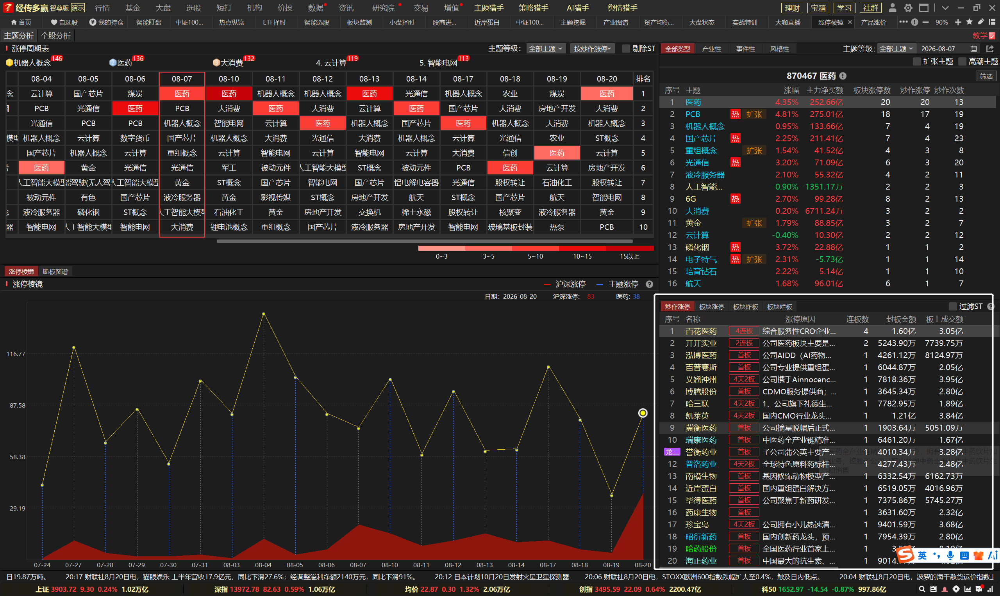 经传多赢 智尊版 演示 行情 基金 大盘 选股 短打 机构 价投 数据 资讯 研究院 交易 增值 主题猎手 策略猎手 AI猎手 舆情猎手 理财 宝箱 学习 社群
首页 自选股 我的持仓 智能盯盘 中证100... 热点纵览 ETF择时 智能选股 板块监测 小盘择时 股商进... 近岸蛋白 中证100... 主题挖掘 产业图谱 资产均衡... 大盘状态 实战特训 大咖直播 涨停棱镜 产品涨价 90%
主题分析 个股分析 教学
涨停周期表 主题等级: 全部主题 按炒作涨停 剔除ST
1 机器人概念 146 2 医药 136 3 大消费 132 4. 云计算 119 5. 智能电网 113
08-04 08-05 08-06 08-07 08-10 08-11 08-12 08-13 08-14 08-17 08-18 08-19 08-20 排名
念 云计算 国产芯片 煤炭 医药 医药 机器人概念 机器人概念 医药 光通信 机器人概念 农业 煤炭 医药 1
网 PCB 光通信 医药 PCB 大消费 医药 大消费 云计算 医药 国产芯片 大消费 房地产开发 大消费 2
光通信 PCB PCB 机器人概念 智能电网 云计算 医药 机器人概念 国产芯片 医药 机器人概念 大消费 机器人概念 3
模型 机器人概念 云计算 数字货币 国产芯片 机器人概念 大消费 光通信 大消费 机器人概念 云计算 光通信 农业 ST概念 4
国产芯片 机器人概念 云计算 重组概念 云计算 智能电网 云计算 智能电网 云计算 大消费 信创 医药 云计算 5
医药 黄金 光通信 光通信 军工 被动元件 人工智能大模型 ST概念 被动元件 PCB 医药 云计算 房地产开发 6
人工智能大模型 能驾驶(无人驾 人工智能大模型 黄金 ST概念 国产芯片 智能电网 国产芯片 铝电解电容器 光通信 股权转让 石油化工 股权转让 7
被动元件 有色 国产芯片 液冷服务器 黄金 影视传媒 ST概念 房地产开发 航天 ST概念 国产芯片 航天 智能电网 8
液冷服务器 磷化铟 ST概念 人工智能大模型 石油化工 黄金 房地产开发 交换机 稀土永磁 股权转让 核聚变 液冷服务器 黄金 9
器 智能电网 人工智能大模型 智能电网 大消费 锂电池概念 重组概念 国产芯片 液冷服务器 房地产开发 智能电网 玻璃基板封装 热泵 PCB 10
0~3 3~5 5~10 10~15 15以上
涨停棱镜 断板图谱
涨停棱镜 沪深涨停 主题涨停
日期: 2026-08-20 沪深涨停: 83 医药: 38
116.77
87.58
58.38
29.19
07-24 07-27 07-28 07-29 07-30 07-31 08-03 08-04 08-05 08-06 08-07 08-10 08-11 08-12 08-13 08-14 08-17 08-18 08-19 08-20
全部类型 产业性 事件性 风格性 主题等级: 全部主题 2026-08-07
扩张主题 高潮主题
870467 医药 筛选
序号 主题 涨幅 主力净买额 板块涨停数 炒作涨停 炒作次数
1 医药 4.35% 252.66亿 20 20 13
2 PCB 热 扩张 4.81% 275.01亿 18 17 19
3 机器人概念 0.95% 133.66亿 7 4 19
4 国产芯片 热 2.25% 211.41亿 7 4 23
5 重组概念 扩张 1.54% 41.52亿 4 3 8
6 光通信 热 3.20% 71.09亿 6 3 20
7 液冷服务器 2.10% 55.32亿 4 2 11
8 人工智能... -0.90% -1351.17万 2 2 3
9 6G 热 2.70% 99.28亿 8 2 13
10 大消费 0.20% 6711.24万 3 2 2
11 黄金 扩张 1.79% 88.85亿 3 2 7
12 云计算 -0.40% 10.30亿 2 2 12
13 磷化铟 热 3.72% 22.88亿 1 1 2
14 电子特气 热 扩张 2.31% -5.73亿 1 1 14
15 培育钻石 2.22% 5.14亿 1 1 10
16 航天 1.68% 96.01亿 6 1 7
炒作涨停 板块涨停 板块炸板 板块烂板 过滤ST
序号 名称 涨停原因 连板数 封板金额 板上成交额
1 百花医药 4连板 综合服务性CRO企业... 4 1.60亿 3.05亿
2 开开实业 2连板 公司医药板块主要是... 2 5243.90万 7739.75万
3 泓博医药 首板 公司AIDD（AI药物... 1 4261.12万 8124.97万
4 百普赛斯 首板 公司专业提供重组蛋... 1 6044.87万 2.05亿
5 义翘神州 4天2板 公司携手Ainnocenc... 1 7818.36万 3.95亿
6 博腾股份 首板 CDMO服务提供商；... 1 3645.34万 2.80亿
7 哈三联 4天2板 1、公司旗下礼德生... 1 7782.95万 1.89亿
8 凯莱英 4天2板 国内CMO行业龙头... 1 1.21亿 3.84亿
9 冀衡医药 首板 公司摘星脱帽后正式... 1 1903.64万 5051.09万
10 瑞康医药 首板 中医药全产业链精准... 1 6461.20万 1.67亿
龙二 誉衡药业 首板 子公司蒲公英主要产... 1 4010.34万 3.28亿
12 普洛药业 4天2板 全球特色原料药标杆... 1 4277.43万 2.48亿
13 南模生物 首板 基因修饰动物模型产... 1 6332.54万 6162.73万
14 近岸蛋白 首板 国内重组蛋白解决方... 1 6519.05万 4016.96万
15 毕得医药 首板 公司聚焦于新药研发... 1 7375.86万 5745.27万
16 药康生物 首板 1 3631.60万 2.32亿
17 珍宝岛 4天2板 公司拥有小儿热速清... 1 9401.59万 3.68亿
18 昭衍新药 首板 国内创新药龙头，预... 1 7954.39万 2.80亿
19 哈药股份 首板 全国医药行业首家上... 1
20 海正药业 首板 中国最大的抗生素、... 1 9014.
英
日19.87万吨。 20:17 财联社8月20日电，猫眼娱乐 上半年营收17.9亿元，同比下滑27.6%；经调整溢利净额2140万元，同比下滑91%。 20:12 日本计划10月20日发射火星卫星探测器 20:06 财联社8月20日电，STOXX欧洲600指数跌幅扩大至0.4%，触及日内低点。 20:04 财联社8月20日电，波罗的海干散货运价指数上
上证 3903.72 9.30 0.24% 1.02万亿 深指 13972.78 82.63 0.59% 1.06万亿 均价 22.87 0.30 1.32% 2.06万亿 创指 3495.59 22.09 0.64% 2200.47亿 科50 1652.97 -14.54 -0.87% 997.86亿